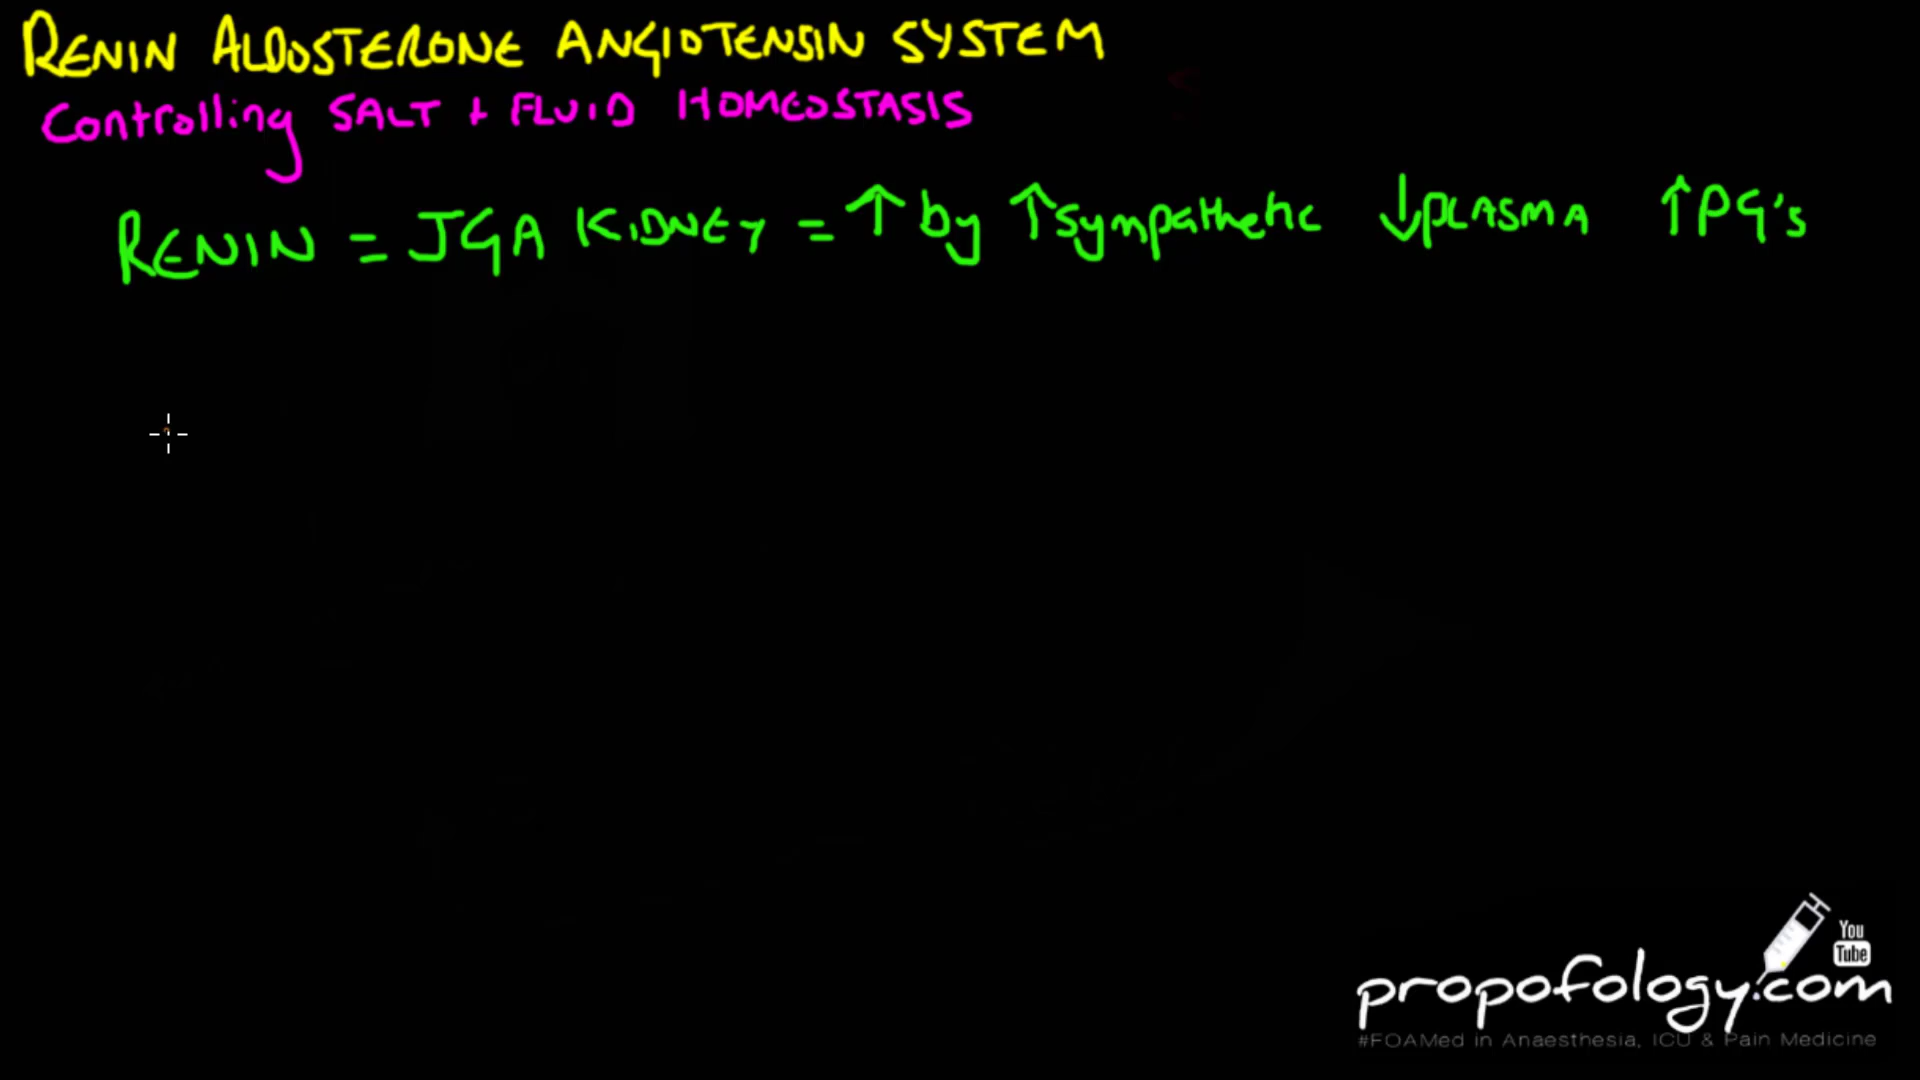 RENIN ALDOSTERONE ANGIOTENSIN SYSTEM
Controlling SALT + FLUID HOMEOSTASIS
RENIN = JGA KIDNEY = ↑ by ↑sympathetic ↓PLASMA ↑PG's
You
Tube
propofology.com
#FOAMed in Anaesthesia, ICU & Pain Medicine